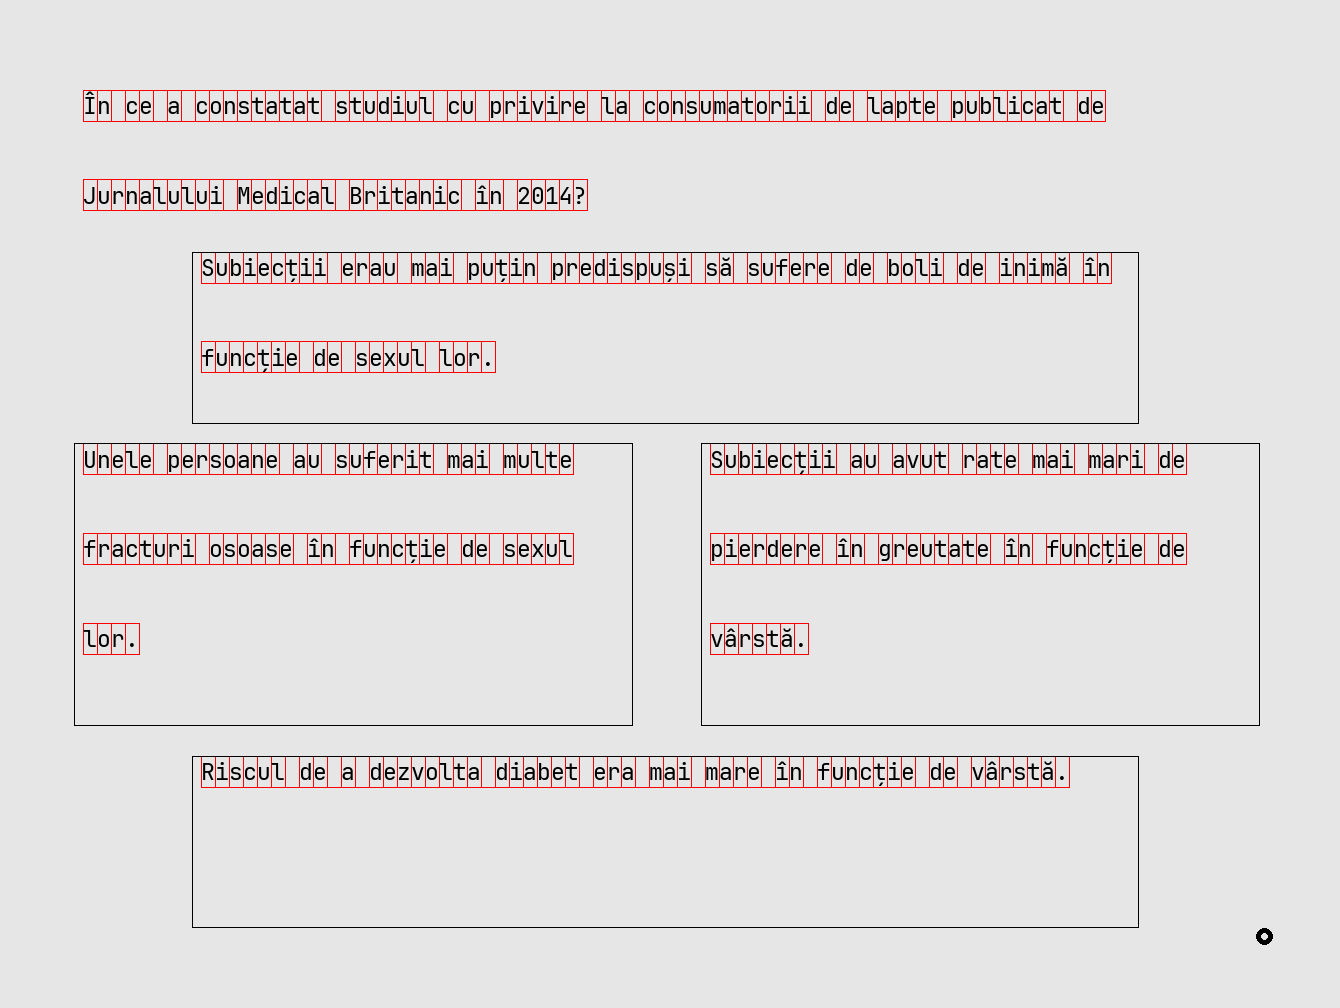 În ce a constatat studiul cu privire la consumatorii de lapte publicat de
Jurnalului Medical Britanic în 2014?
Subiecții erau mai puțin predispuși să sufere de boli de inimă în
funcție de sexul lor.
Unele persoane au suferit mai multe
fracturi osoase în funcție de sexul
lor.
Subiecții au avut rate mai mari de
pierdere în greutate în funcție de
vârstă.
Riscul de a dezvolta diabet era mai mare în funcție de vârstă.